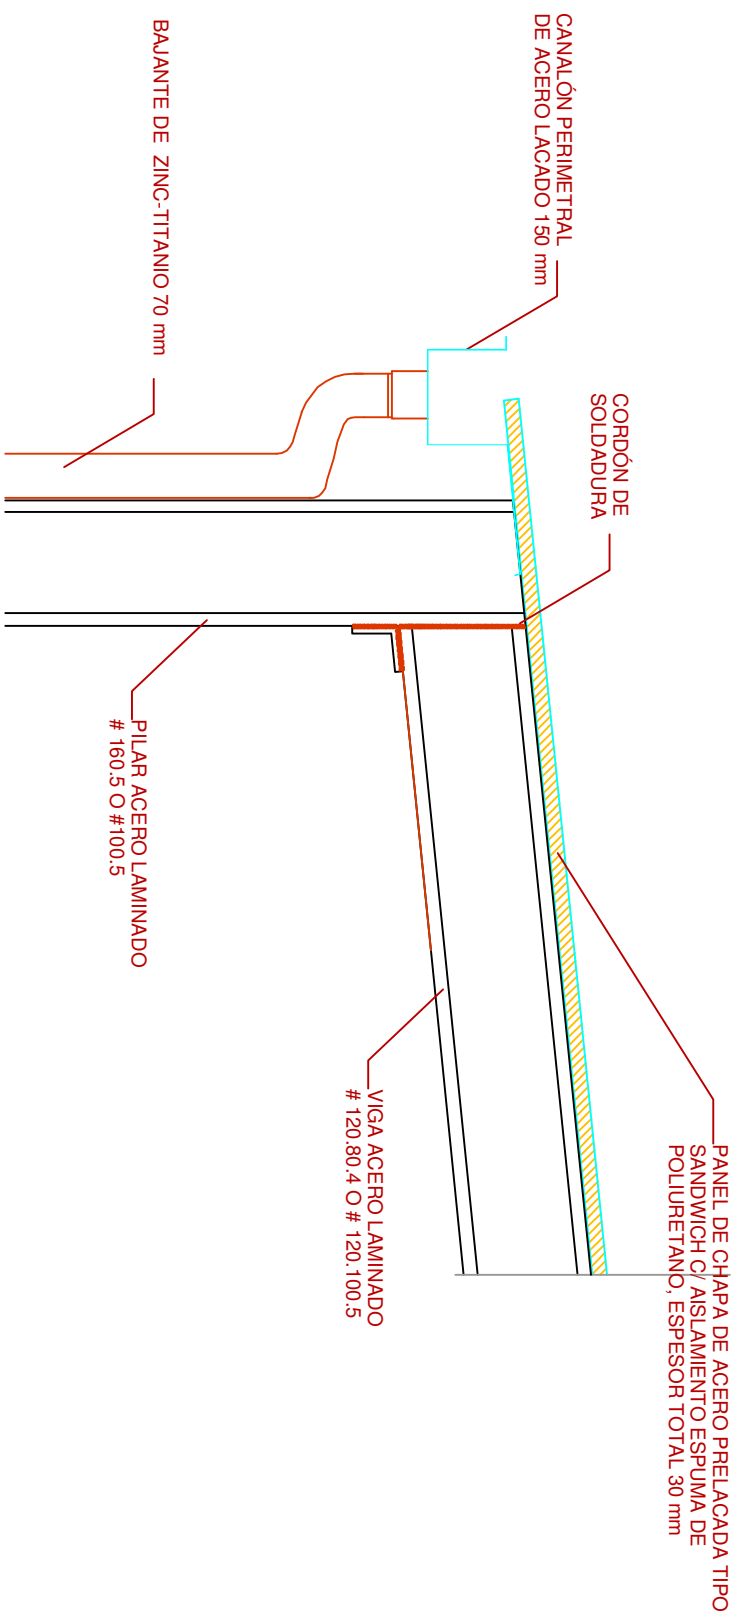 CANALÓN PERIMETRAL
DE ACERO LACADO 150 mm
BAJANTE DE ZINC-TITANIO 70 mm
CORDÓN DE
SOLDADURA
PILAR ACERO LAMINADO
# 160.5 O #100.5
VIGA ACERO LAMINADO
# 120.80.4 O # 120.100.5
PANEL DE CHAPA DE ACERO PRELACADA TIPO
SANDWICH C/ AISLAMIENTO ESPUMA DE
POLIURETANO, ESPESOR TOTAL 30 mm